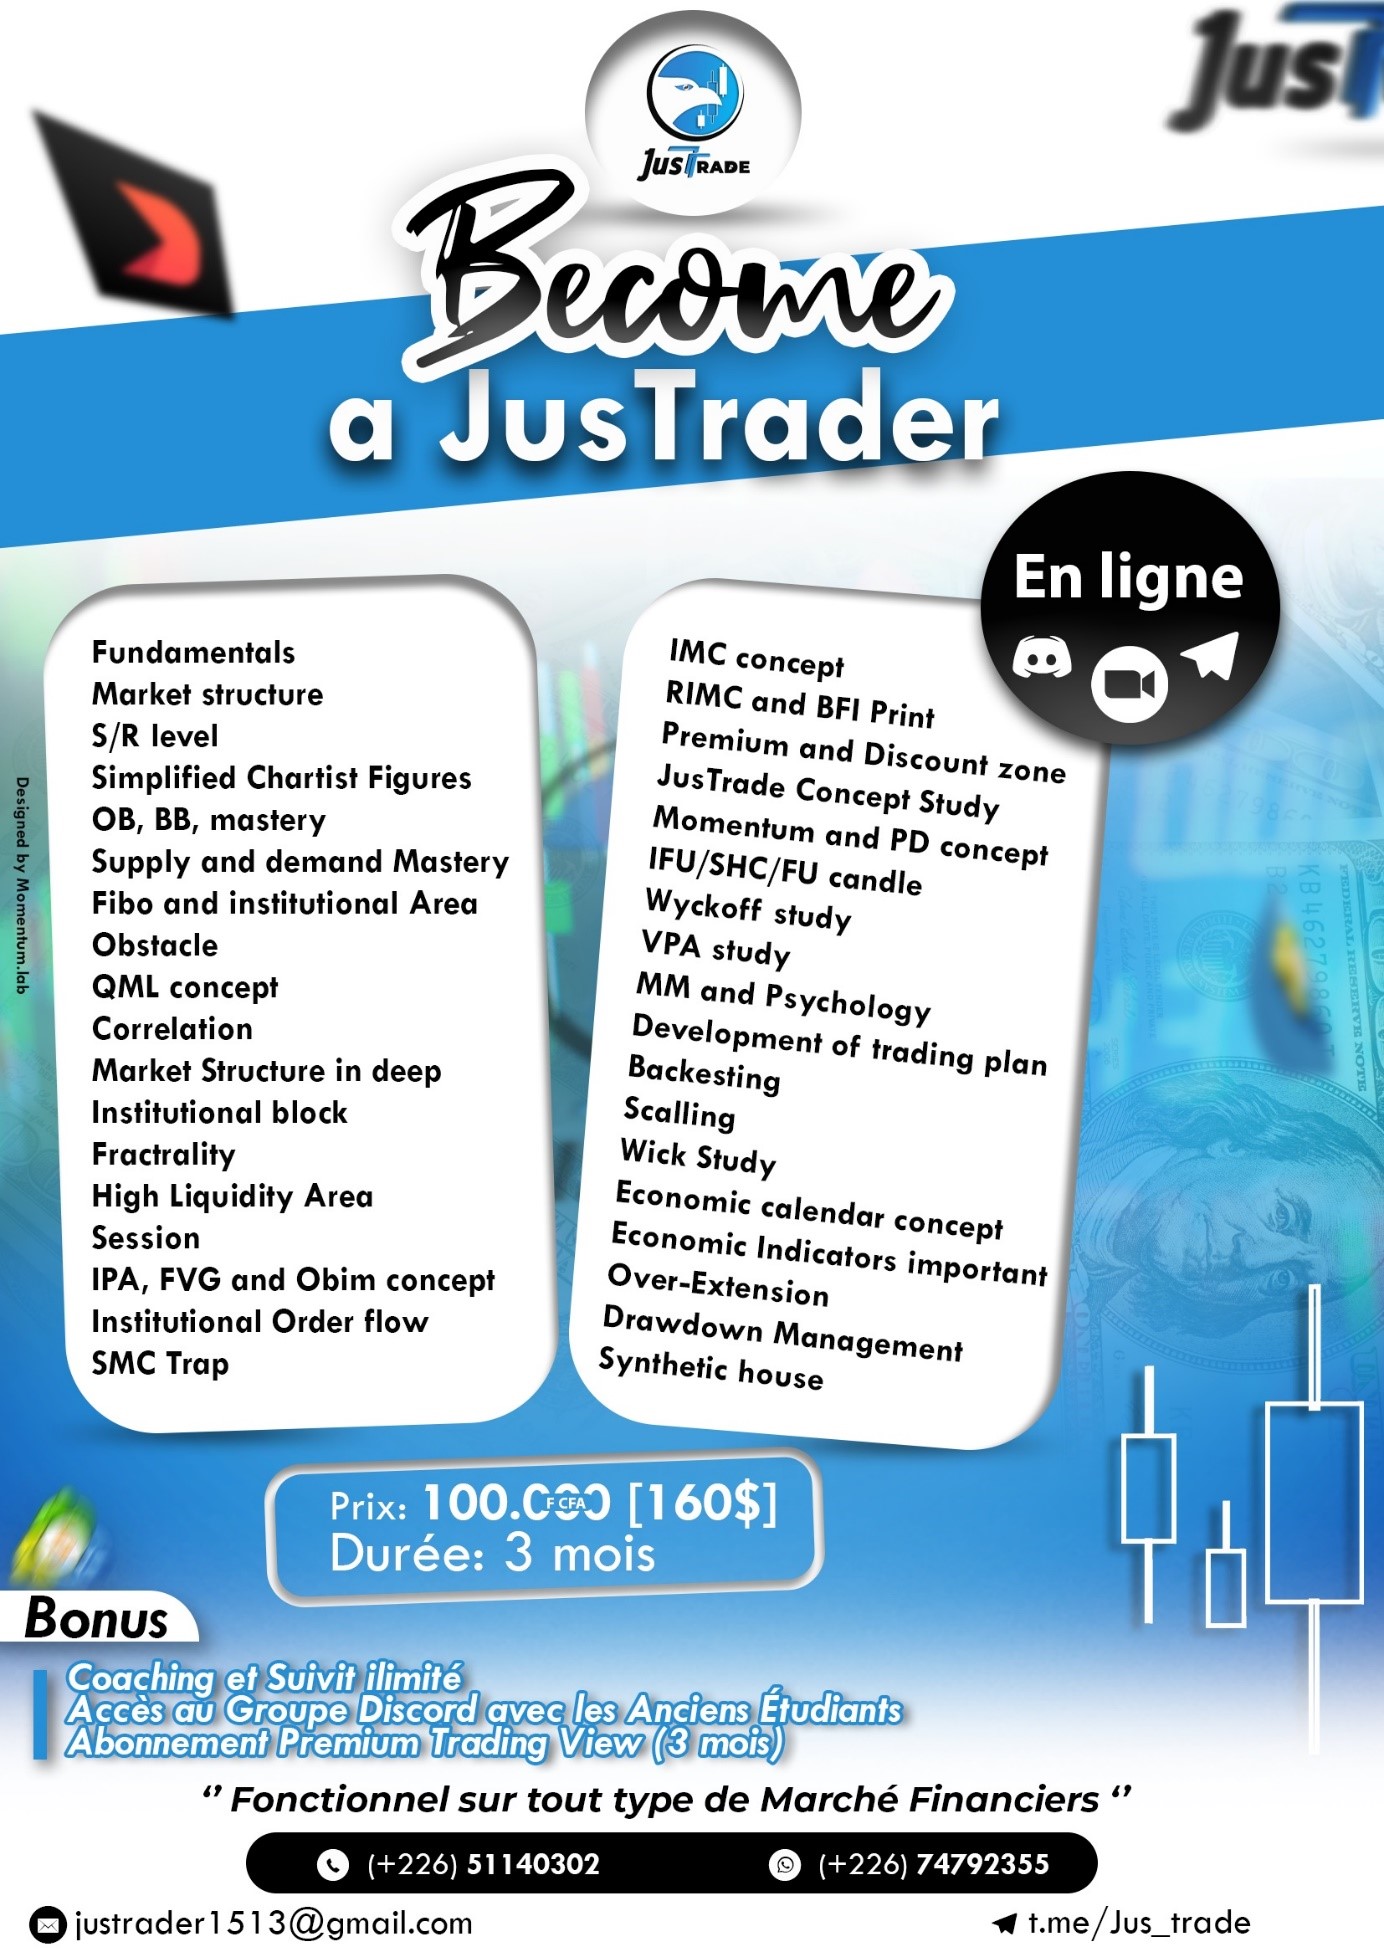 JusTRADE
JusT
Become
a JusTrader
En ligne
Fundamentals
Market structure
S/R level
Simplified Chartist Figures
OB, BB, mastery
Supply and demand Mastery
Fibo and institutional Area
Obstacle
QML concept
Correlation
Market Structure in deep
Institutional block
Fractrality
High Liquidity Area
Session
IPA, FVG and Obim concept
Institutional Order flow
SMC Trap
IMC concept
RIMC and BFI Print
Premium and Discount zone
JusTrade Concept Study
Momentum and PD concept
IFU/SHC/FU candle
Wyckoff study
VPA study
MM and Psychology
Development of trading plan
Backesting
Scalling
Wick Study
Economic calendar concept
Economic Indicators important
Over-Extension
Drawdown Management
Synthetic house
Designed by Momentum.lab
Prix: 100.000 F CFA [160$]
Durée: 3 mois
Bonus
Coaching et Suivit ilimité
Accès au Groupe Discord avec les Anciens Étudiants
Abonnement Premium Trading View (3 mois)
‘’ Fonctionnel sur tout type de Marché Financiers ‘’
(+226) 51140302
(+226) 74792355
justrader1513@gmail.com
t.me/Jus_trade